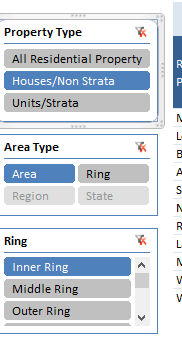 Property Type
All Residential Property
Houses/Non Strata
Units/Strata
Area Type
Area Ring
Region State
Ring
Inner Ring
Middle Ring
Outer Ring